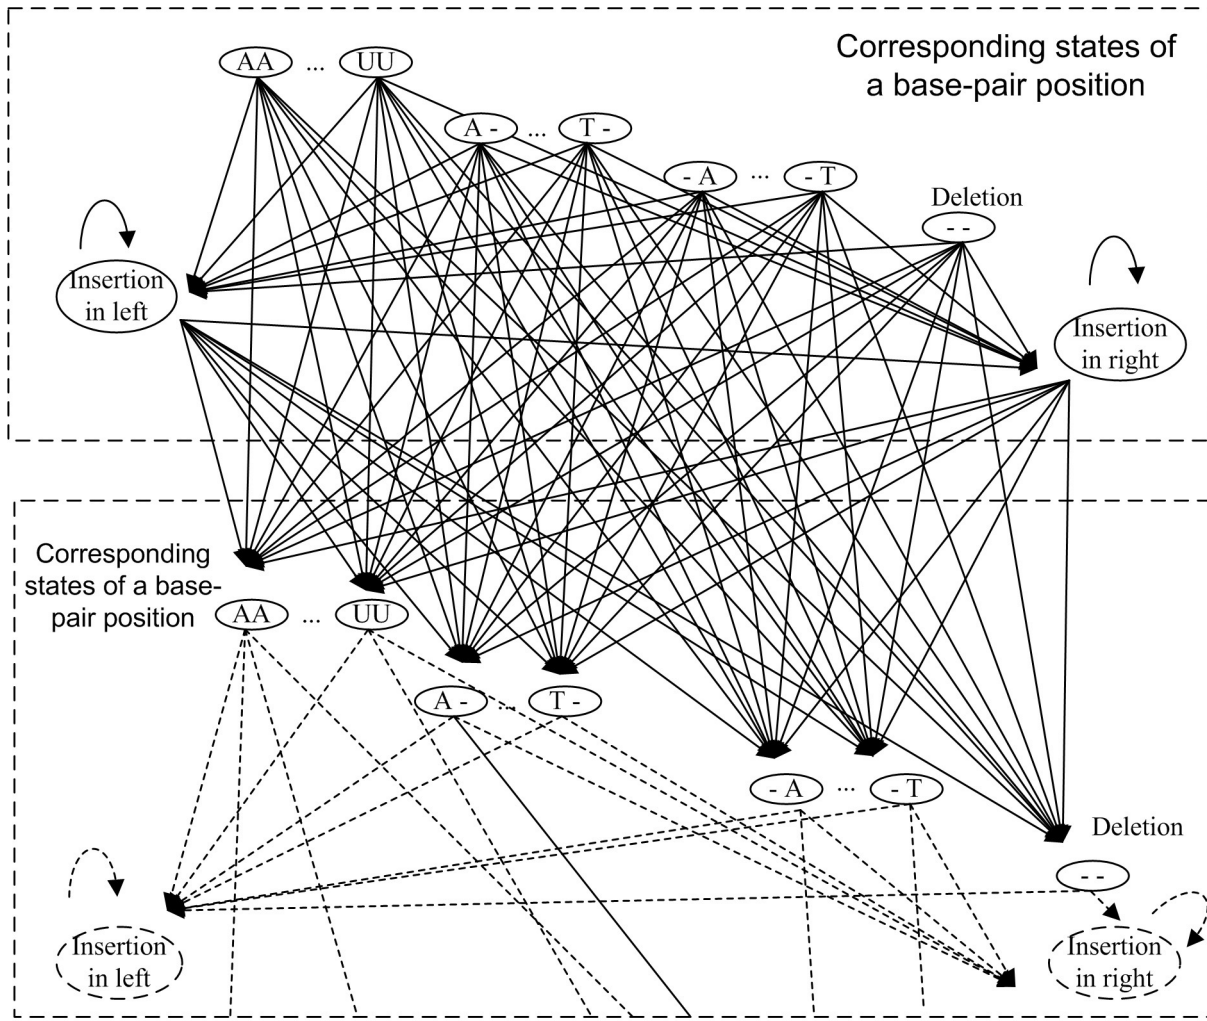 Corresponding states of
a base-pair position
AA ... UU
A - ... T -
- A ... - T
Deletion
- -
Insertion
in left
Insertion
in right
Corresponding
states of a base-
pair position
AA ... UU
A - ... T -
- A ... - T
Deletion
- -
Insertion
in left
Insertion
in right